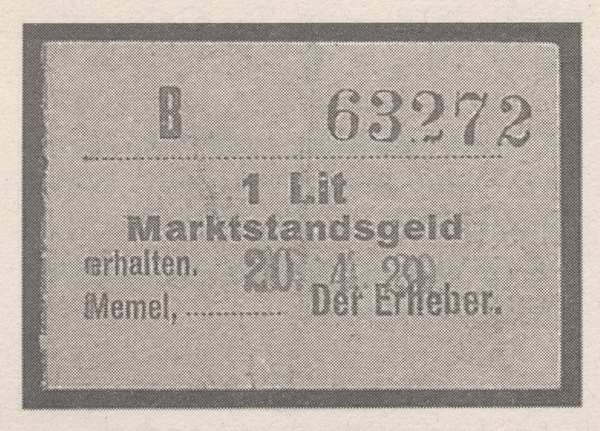 B 63272
1 Lit
Marktstandsgeld
erhalten. 20. 4. 29
Memel, ............ Der Erheber.